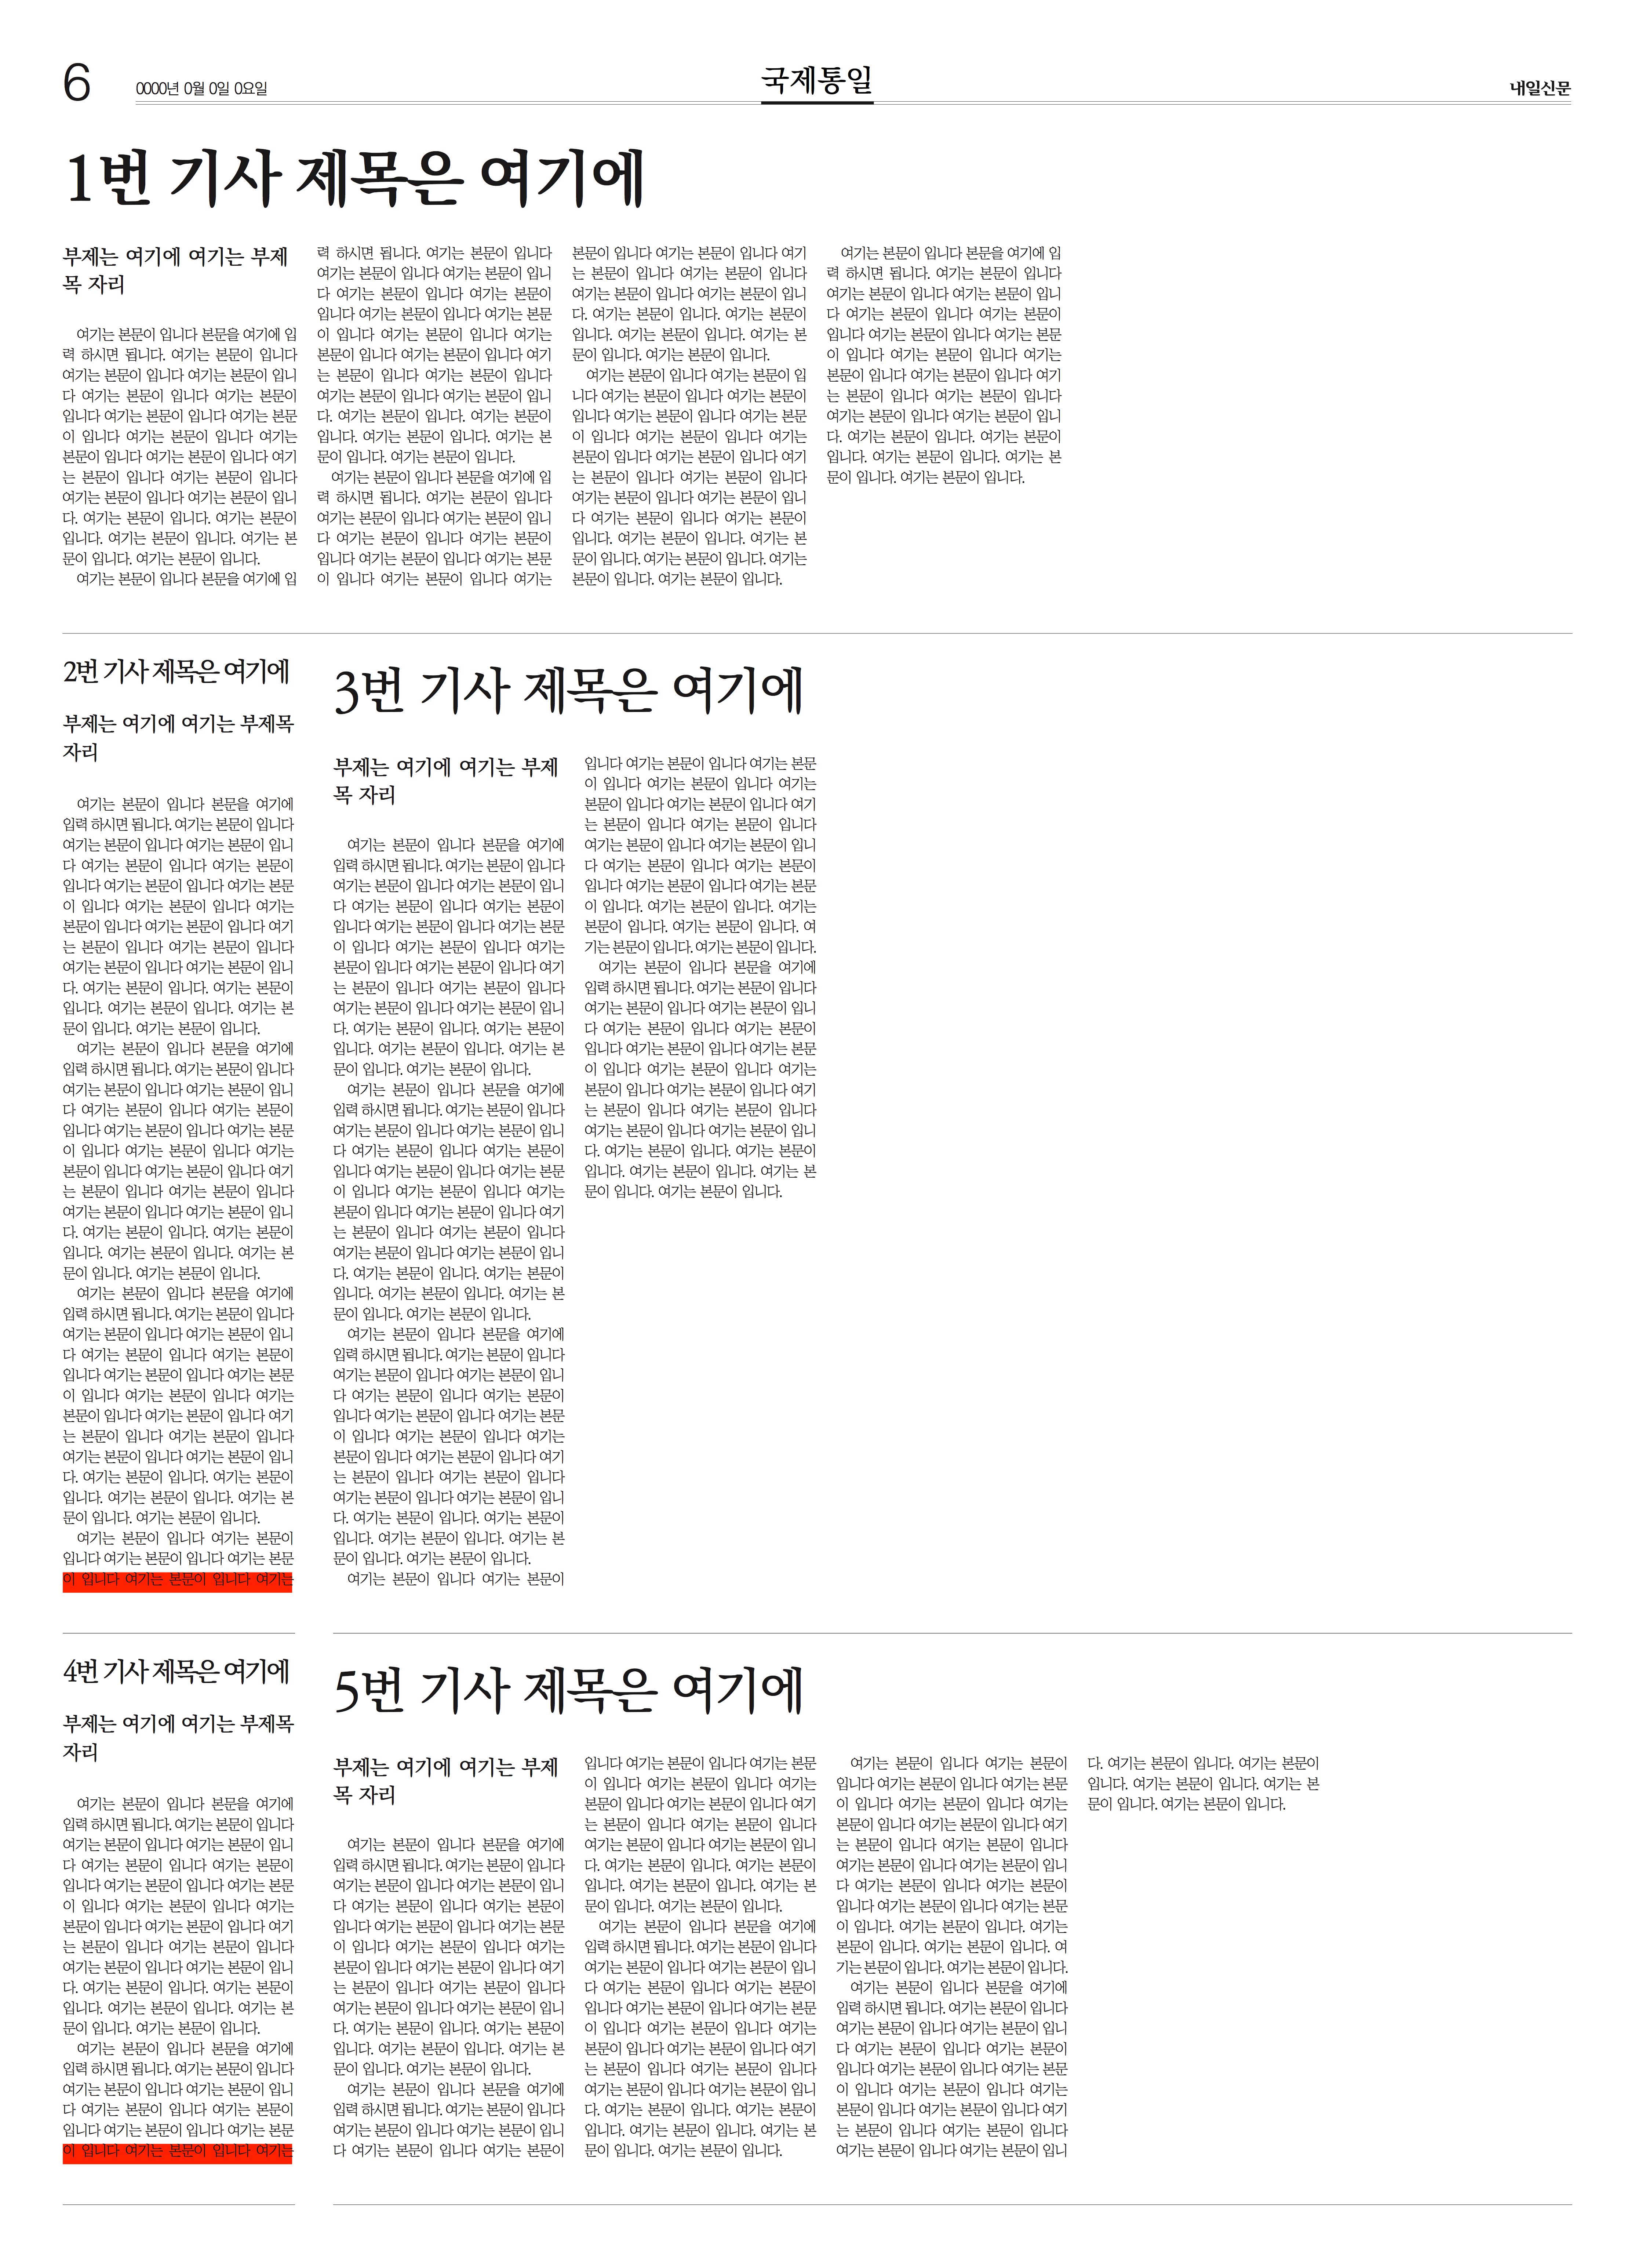 6
0000년 0월 0일 0요일
국제통일
내일신문
1번 기사 제목은 여기에
부제는 여기에 여기는 부제
목 자리
여기는 본문이 입니다 본문을 여기에 입
력 하시면 됩니다. 여기는 본문이 입니다
여기는 본문이 입니다 여기는 본문이 입니
다 여기는 본문이 입니다 여기는 본문이
입니다 여기는 본문이 입니다 여기는 본문
이 입니다 여기는 본문이 입니다 여기는
본문이 입니다 여기는 본문이 입니다 여기
는 본문이 입니다 여기는 본문이 입니다
여기는 본문이 입니다 여기는 본문이 입니
다. 여기는 본문이 입니다. 여기는 본문이
입니다. 여기는 본문이 입니다. 여기는 본
문이 입니다. 여기는 본문이 입니다.
여기는 본문이 입니다 본문을 여기에 입
력 하시면 됩니다. 여기는 본문이 입니다
여기는 본문이 입니다 여기는 본문이 입니
다 여기는 본문이 입니다 여기는 본문이
입니다 여기는 본문이 입니다 여기는 본문
이 입니다 여기는 본문이 입니다 여기는
본문이 입니다 여기는 본문이 입니다 여기
는 본문이 입니다 여기는 본문이 입니다
여기는 본문이 입니다 여기는 본문이 입니
다. 여기는 본문이 입니다. 여기는 본문이
입니다. 여기는 본문이 입니다. 여기는 본
문이 입니다. 여기는 본문이 입니다.
여기는 본문이 입니다 본문을 여기에 입
력 하시면 됩니다. 여기는 본문이 입니다
여기는 본문이 입니다 여기는 본문이 입니
다 여기는 본문이 입니다 여기는 본문이
입니다 여기는 본문이 입니다 여기는 본문
이 입니다 여기는 본문이 입니다 여기는
본문이 입니다 여기는 본문이 입니다 여기
는 본문이 입니다 여기는 본문이 입니다
여기는 본문이 입니다 여기는 본문이 입니
다. 여기는 본문이 입니다. 여기는 본문이
입니다. 여기는 본문이 입니다. 여기는 본
문이 입니다. 여기는 본문이 입니다.
여기는 본문이 입니다 여기는 본문이 입
니다 여기는 본문이 입니다 여기는 본문이
입니다 여기는 본문이 입니다 여기는 본문
이 입니다 여기는 본문이 입니다 여기는
본문이 입니다 여기는 본문이 입니다 여기
는 본문이 입니다 여기는 본문이 입니다
여기는 본문이 입니다 여기는 본문이 입니
다 여기는 본문이 입니다 여기는 본문이
입니다. 여기는 본문이 입니다. 여기는 본
문이 입니다. 여기는 본문이 입니다. 여기는
본문이 입니다. 여기는 본문이 입니다.
여기는 본문이 입니다 본문을 여기에 입
력 하시면 됩니다. 여기는 본문이 입니다
여기는 본문이 입니다 여기는 본문이 입니
다 여기는 본문이 입니다 여기는 본문이
입니다 여기는 본문이 입니다 여기는 본문
이 입니다 여기는 본문이 입니다 여기는
본문이 입니다 여기는 본문이 입니다 여기
는 본문이 입니다 여기는 본문이 입니다
여기는 본문이 입니다 여기는 본문이 입니
다. 여기는 본문이 입니다. 여기는 본문이
입니다. 여기는 본문이 입니다. 여기는 본
문이 입니다. 여기는 본문이 입니다.
2번 기사 제목은 여기에
부제는 여기에 여기는 부제목
자리
여기는 본문이 입니다 본문을 여기에
입력 하시면 됩니다. 여기는 본문이 입니다
여기는 본문이 입니다 여기는 본문이 입니
다 여기는 본문이 입니다 여기는 본문이
입니다 여기는 본문이 입니다 여기는 본문
이 입니다 여기는 본문이 입니다 여기는
본문이 입니다 여기는 본문이 입니다 여기
는 본문이 입니다 여기는 본문이 입니다
여기는 본문이 입니다 여기는 본문이 입니
다. 여기는 본문이 입니다. 여기는 본문이
입니다. 여기는 본문이 입니다. 여기는 본
문이 입니다. 여기는 본문이 입니다.
여기는 본문이 입니다 본문을 여기에
입력 하시면 됩니다. 여기는 본문이 입니다
여기는 본문이 입니다 여기는 본문이 입니
다 여기는 본문이 입니다 여기는 본문이
입니다 여기는 본문이 입니다 여기는 본문
이 입니다 여기는 본문이 입니다 여기는
본문이 입니다 여기는 본문이 입니다 여기
는 본문이 입니다 여기는 본문이 입니다
여기는 본문이 입니다 여기는 본문이 입니
다. 여기는 본문이 입니다. 여기는 본문이
입니다. 여기는 본문이 입니다. 여기는 본
문이 입니다. 여기는 본문이 입니다.
여기는 본문이 입니다 본문을 여기에
입력 하시면 됩니다. 여기는 본문이 입니다
여기는 본문이 입니다 여기는 본문이 입니
다 여기는 본문이 입니다 여기는 본문이
입니다 여기는 본문이 입니다 여기는 본문
이 입니다 여기는 본문이 입니다 여기는
본문이 입니다 여기는 본문이 입니다 여기
는 본문이 입니다 여기는 본문이 입니다
여기는 본문이 입니다 여기는 본문이 입니
다. 여기는 본문이 입니다. 여기는 본문이
입니다. 여기는 본문이 입니다. 여기는 본
문이 입니다. 여기는 본문이 입니다.
여기는 본문이 입니다 여기는 본문이
입니다 여기는 본문이 입니다 여기는 본문
이 입니다 여기는 본문이 입니다 여기는
3번 기사 제목은 여기에
부제는 여기에 여기는 부제
목 자리
여기는 본문이 입니다 본문을 여기에
입력 하시면 됩니다. 여기는 본문이 입니다
여기는 본문이 입니다 여기는 본문이 입니
다 여기는 본문이 입니다 여기는 본문이
입니다 여기는 본문이 입니다 여기는 본문
이 입니다 여기는 본문이 입니다 여기는
본문이 입니다 여기는 본문이 입니다 여기
는 본문이 입니다 여기는 본문이 입니다
여기는 본문이 입니다 여기는 본문이 입니
다. 여기는 본문이 입니다. 여기는 본문이
입니다. 여기는 본문이 입니다. 여기는 본
문이 입니다. 여기는 본문이 입니다.
여기는 본문이 입니다 본문을 여기에
입력 하시면 됩니다. 여기는 본문이 입니다
여기는 본문이 입니다 여기는 본문이 입니
다 여기는 본문이 입니다 여기는 본문이
입니다 여기는 본문이 입니다 여기는 본문
이 입니다 여기는 본문이 입니다 여기는
본문이 입니다 여기는 본문이 입니다 여기
는 본문이 입니다 여기는 본문이 입니다
여기는 본문이 입니다 여기는 본문이 입니
다. 여기는 본문이 입니다. 여기는 본문이
입니다. 여기는 본문이 입니다. 여기는 본
문이 입니다. 여기는 본문이 입니다.
여기는 본문이 입니다 본문을 여기에
입력 하시면 됩니다. 여기는 본문이 입니다
여기는 본문이 입니다 여기는 본문이 입니
다 여기는 본문이 입니다 여기는 본문이
입니다 여기는 본문이 입니다 여기는 본문
이 입니다 여기는 본문이 입니다 여기는
본문이 입니다 여기는 본문이 입니다 여기
는 본문이 입니다 여기는 본문이 입니다
여기는 본문이 입니다 여기는 본문이 입니
다. 여기는 본문이 입니다. 여기는 본문이
입니다. 여기는 본문이 입니다. 여기는 본
문이 입니다. 여기는 본문이 입니다.
여기는 본문이 입니다 여기는 본문이
입니다 여기는 본문이 입니다 여기는 본문
이 입니다 여기는 본문이 입니다 여기는
본문이 입니다 여기는 본문이 입니다 여기
는 본문이 입니다 여기는 본문이 입니다
여기는 본문이 입니다 여기는 본문이 입니
다 여기는 본문이 입니다 여기는 본문이
입니다 여기는 본문이 입니다 여기는 본문
이 입니다. 여기는 본문이 입니다. 여기는
본문이 입니다. 여기는 본문이 입니다. 여
기는 본문이 입니다. 여기는 본문이 입니다.
여기는 본문이 입니다 본문을 여기에
입력 하시면 됩니다. 여기는 본문이 입니다
여기는 본문이 입니다 여기는 본문이 입니
다 여기는 본문이 입니다 여기는 본문이
입니다 여기는 본문이 입니다 여기는 본문
이 입니다 여기는 본문이 입니다 여기는
본문이 입니다 여기는 본문이 입니다 여기
는 본문이 입니다 여기는 본문이 입니다
여기는 본문이 입니다 여기는 본문이 입니
다. 여기는 본문이 입니다. 여기는 본문이
입니다. 여기는 본문이 입니다. 여기는 본
문이 입니다. 여기는 본문이 입니다.
4번 기사 제목은 여기에
부제는 여기에 여기는 부제목
자리
여기는 본문이 입니다 본문을 여기에
입력 하시면 됩니다. 여기는 본문이 입니다
여기는 본문이 입니다 여기는 본문이 입니
다 여기는 본문이 입니다 여기는 본문이
입니다 여기는 본문이 입니다 여기는 본문
이 입니다 여기는 본문이 입니다 여기는
본문이 입니다 여기는 본문이 입니다 여기
는 본문이 입니다 여기는 본문이 입니다
여기는 본문이 입니다 여기는 본문이 입니
다. 여기는 본문이 입니다. 여기는 본문이
입니다. 여기는 본문이 입니다. 여기는 본
문이 입니다. 여기는 본문이 입니다.
여기는 본문이 입니다 본문을 여기에
입력 하시면 됩니다. 여기는 본문이 입니다
여기는 본문이 입니다 여기는 본문이 입니
다 여기는 본문이 입니다 여기는 본문이
입니다 여기는 본문이 입니다 여기는 본문
이 입니다 여기는 본문이 입니다 여기는
5번 기사 제목은 여기에
부제는 여기에 여기는 부제
목 자리
여기는 본문이 입니다 본문을 여기에
입력 하시면 됩니다. 여기는 본문이 입니다
여기는 본문이 입니다 여기는 본문이 입니
다 여기는 본문이 입니다 여기는 본문이
입니다 여기는 본문이 입니다 여기는 본문
이 입니다 여기는 본문이 입니다 여기는
본문이 입니다 여기는 본문이 입니다 여기
는 본문이 입니다 여기는 본문이 입니다
여기는 본문이 입니다 여기는 본문이 입니
다. 여기는 본문이 입니다. 여기는 본문이
입니다. 여기는 본문이 입니다. 여기는 본
문이 입니다. 여기는 본문이 입니다.
여기는 본문이 입니다 본문을 여기에
입력 하시면 됩니다. 여기는 본문이 입니다
여기는 본문이 입니다 여기는 본문이 입니
다 여기는 본문이 입니다 여기는 본문이
입니다 여기는 본문이 입니다 여기는 본문
이 입니다 여기는 본문이 입니다 여기는
본문이 입니다 여기는 본문이 입니다 여기
는 본문이 입니다 여기는 본문이 입니다
여기는 본문이 입니다 여기는 본문이 입니
다. 여기는 본문이 입니다. 여기는 본문이
입니다. 여기는 본문이 입니다. 여기는 본
문이 입니다. 여기는 본문이 입니다.
여기는 본문이 입니다 본문을 여기에
입력 하시면 됩니다. 여기는 본문이 입니다
여기는 본문이 입니다 여기는 본문이 입니
다 여기는 본문이 입니다 여기는 본문이
입니다 여기는 본문이 입니다 여기는 본문
이 입니다 여기는 본문이 입니다 여기는
본문이 입니다 여기는 본문이 입니다 여기
는 본문이 입니다 여기는 본문이 입니다
여기는 본문이 입니다 여기는 본문이 입니
다. 여기는 본문이 입니다. 여기는 본문이
입니다. 여기는 본문이 입니다. 여기는 본
문이 입니다. 여기는 본문이 입니다.
여기는 본문이 입니다 여기는 본문이
입니다 여기는 본문이 입니다 여기는 본문
이 입니다 여기는 본문이 입니다 여기는
본문이 입니다 여기는 본문이 입니다 여기
는 본문이 입니다 여기는 본문이 입니다
여기는 본문이 입니다 여기는 본문이 입니
다 여기는 본문이 입니다 여기는 본문이
입니다 여기는 본문이 입니다 여기는 본문
이 입니다. 여기는 본문이 입니다. 여기는
본문이 입니다. 여기는 본문이 입니다. 여
기는 본문이 입니다. 여기는 본문이 입니다.
여기는 본문이 입니다 본문을 여기에
입력 하시면 됩니다. 여기는 본문이 입니다
여기는 본문이 입니다 여기는 본문이 입니
다 여기는 본문이 입니다 여기는 본문이
입니다 여기는 본문이 입니다 여기는 본문
이 입니다 여기는 본문이 입니다 여기는
본문이 입니다 여기는 본문이 입니다 여기
는 본문이 입니다 여기는 본문이 입니다
여기는 본문이 입니다 여기는 본문이 입니
다. 여기는 본문이 입니다. 여기는 본문이
입니다. 여기는 본문이 입니다. 여기는 본
문이 입니다. 여기는 본문이 입니다.